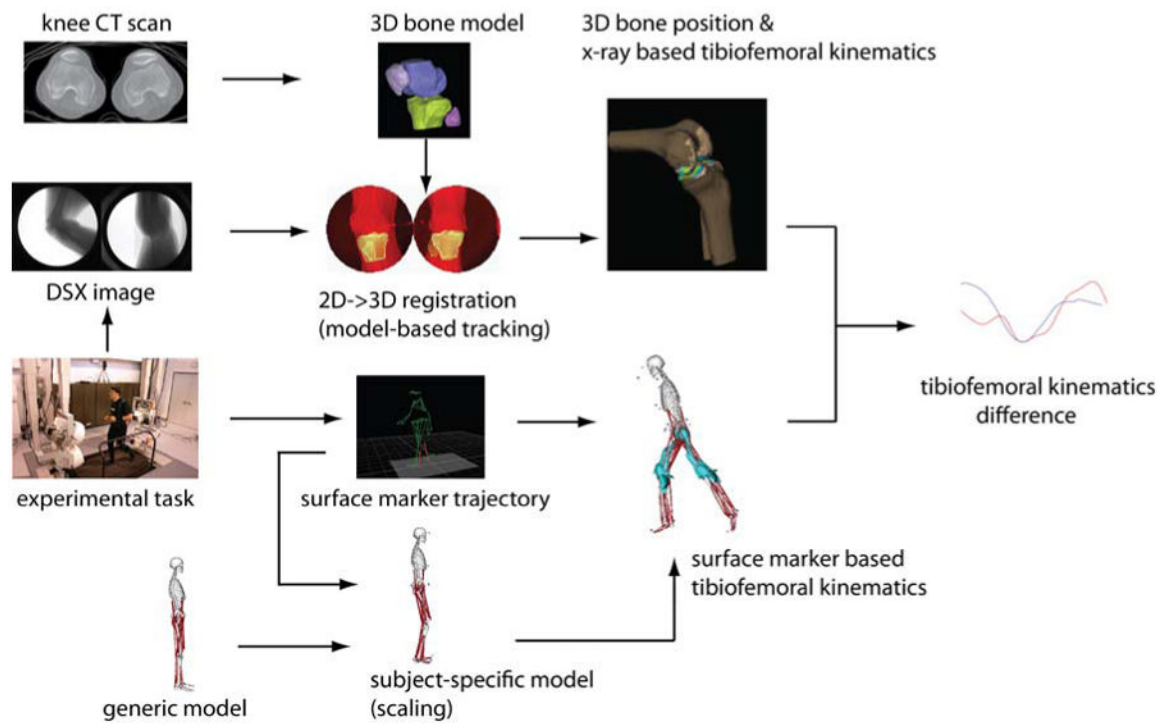 knee CT scan
3D bone model
3D bone position &
x-ray based tibiofemoral kinematics
DSX image
2D->3D registration
(model-based tracking)
tibiofemoral kinematics
difference
experimental task
surface marker trajectory
surface marker based
tibiofemoral kinematics
generic model
subject-specific model
(scaling)